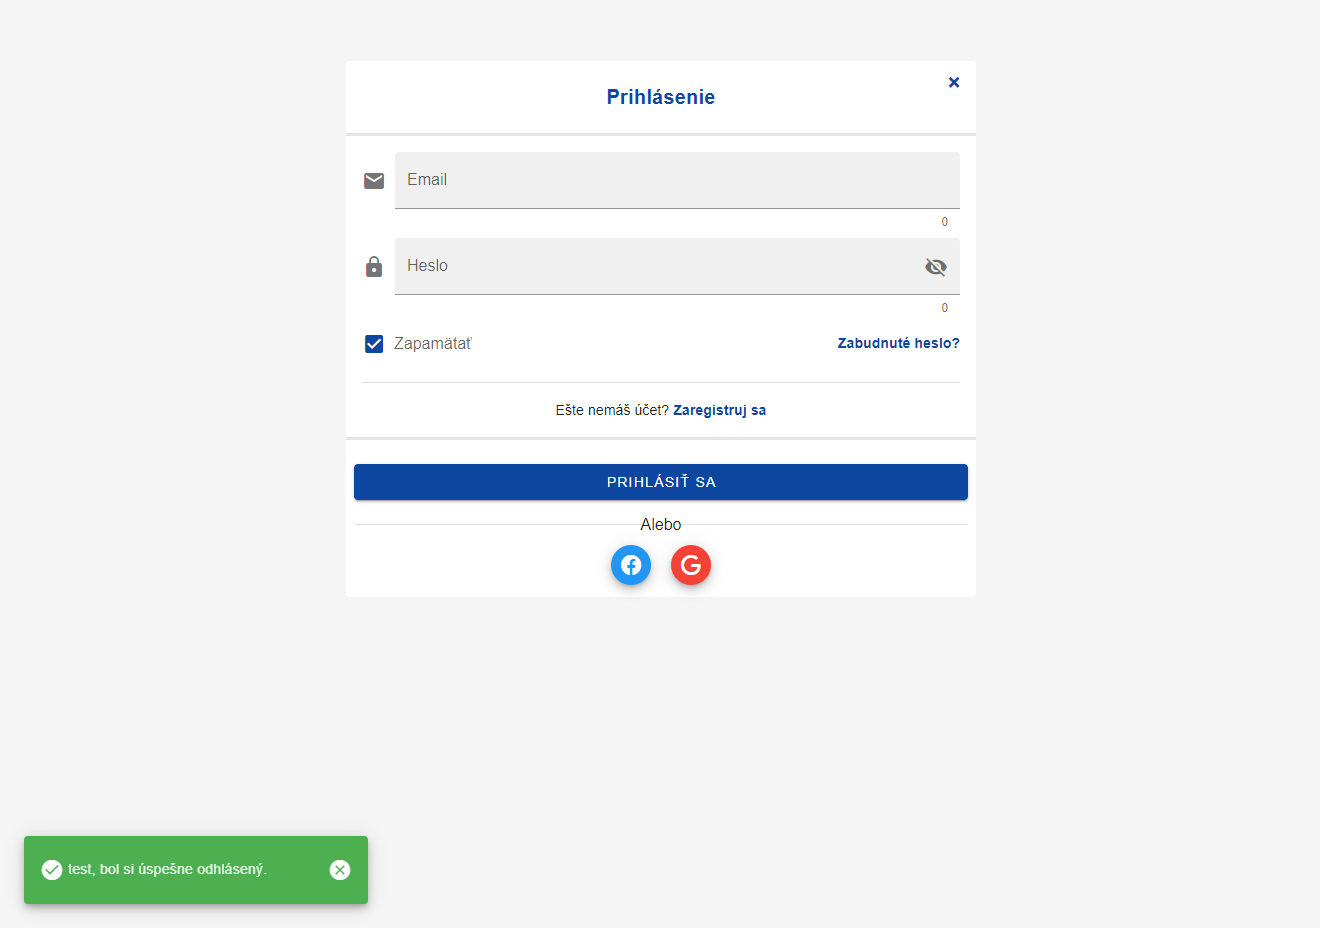 Prihlásenie
Email
0
Heslo
0
Zapamätať
Zabudnuté heslo?
Ešte nemáš účet? Zaregistruj sa
PRIHLÁSIŤ SA
Alebo
test, bol si úspešne odhlásený.